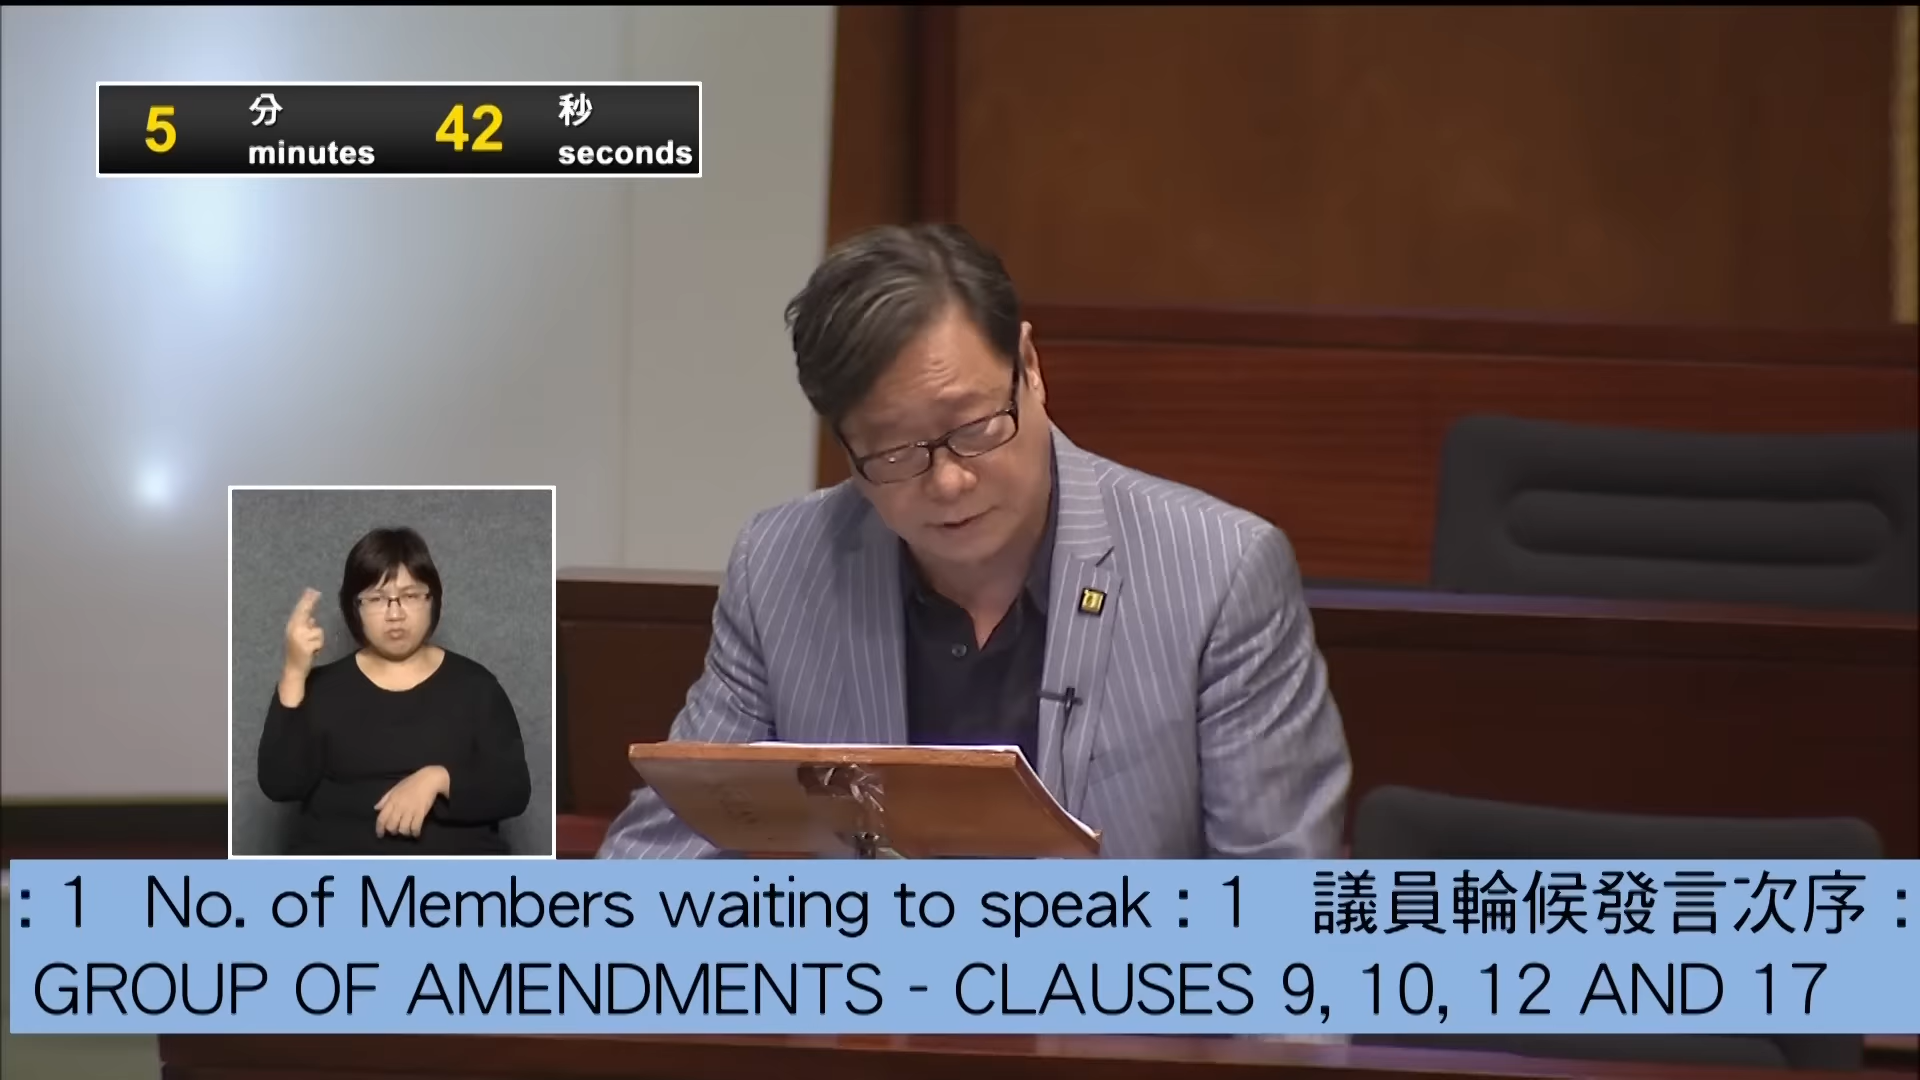 5 分 42 秒
minutes seconds
: 1 No. of Members waiting to speak : 1 議員輪候發言次序 :
GROUP OF AMENDMENTS - CLAUSES 9, 10, 12 AND 17